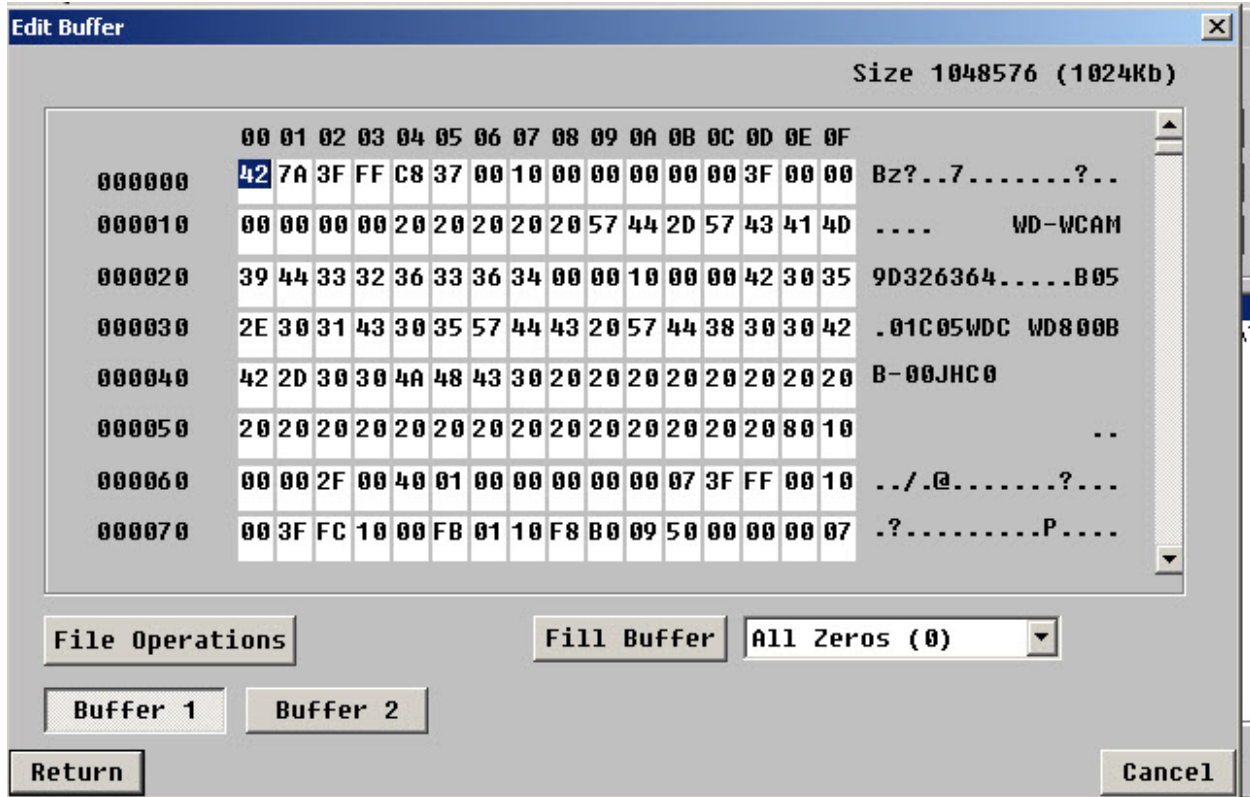 Edit Buffer
Size 1048576 (1024Kb)
00 01 02 03 04 05 06 07 08 09 0A 0B 0C 0D 0E 0F
000000 42 7A 3F FF C8 37 00 10 00 00 00 00 00 3F 00 00 Bz?..7.......?..
000010 00 00 00 00 20 20 20 20 20 57 44 2D 57 43 41 4D .... WD-WCAM
000020 39 44 33 32 36 33 36 34 00 00 10 00 00 42 30 35 9D326364.....B05
000030 2E 30 31 43 30 35 57 44 43 20 57 44 38 30 30 42 .01C05WDC WD800B
000040 42 2D 30 30 4A 48 43 30 20 20 20 20 20 20 20 20 B-00JHC0
000050 20 20 20 20 20 20 20 20 20 20 20 20 20 20 80 10 ..
000060 00 00 2F 00 40 01 00 00 00 00 00 07 3F FF 00 10 ../.@.......?...
000070 00 3F FC 10 00 FB 01 10 F8 B0 09 50 00 00 00 07 .?.........P....
File Operations Fill Buffer All Zeros (0)
Buffer 1 Buffer 2
Return Cancel